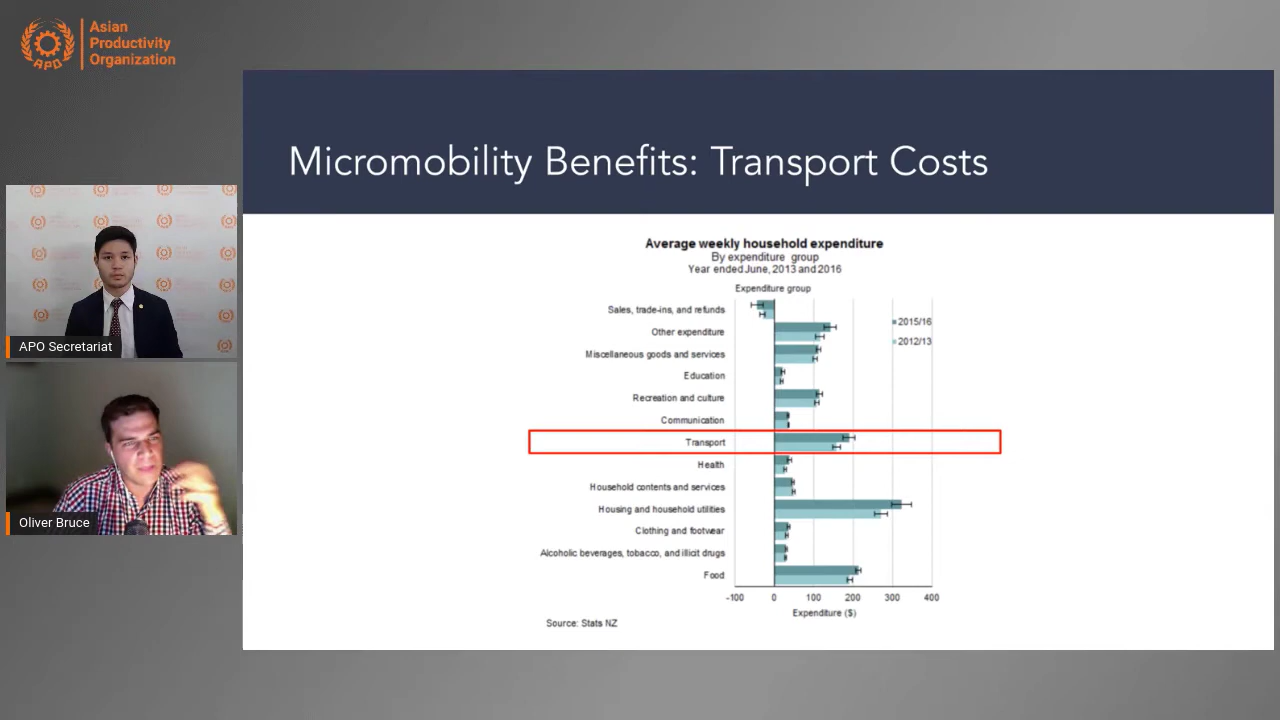 Asian
Productivity
Organization
APO
Micromobility Benefits: Transport Costs
APO Secretariat
Oliver Bruce
Average weekly household expenditure
By expenditure group
Year ended June, 2013 and 2016
Expenditure group
Sales, trade-ins, and refunds
Other expenditure
Miscellaneous goods and services
Education
Recreation and culture
Communication
Transport
Health
Household contents and services
Housing and household utilities
Clothing and footwear
Alcoholic beverages, tobacco, and illicit drugs
Food
2015/16
2012/13
-100 0 100 200 300 400
Expenditure ($)
Source: Stats NZ